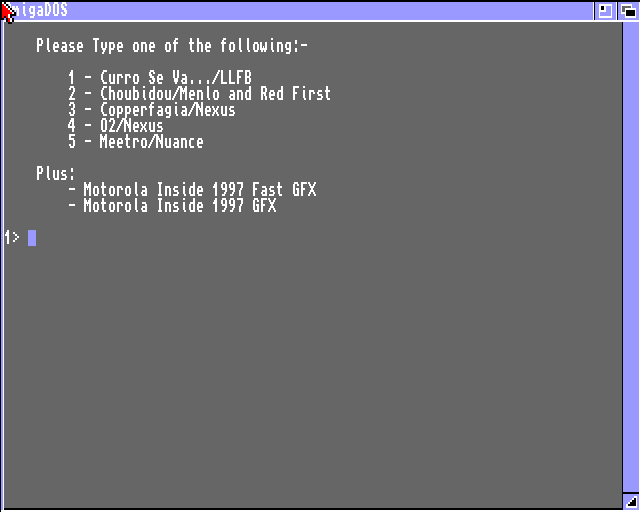 migaDOS
Please Type one of the following:-
1 - Curro Se Va.../LLFB
2 - Choubidou/Menlo and Red First
3 - Copperfagia/Nexus
4 - O2/Nexus
5 - Meetro/Nuance
Plus:
- Motorola Inside 1997 Fast GFX
- Motorola Inside 1997 GFX
1>